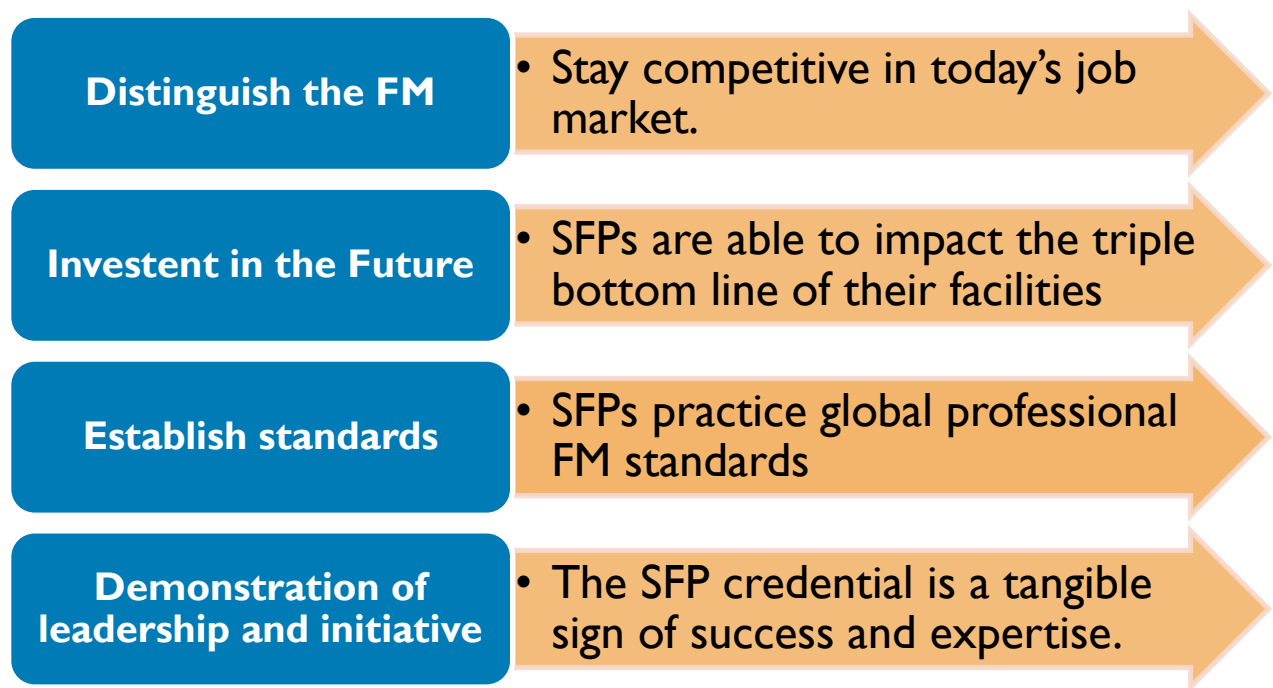 Distinguish the FM
• Stay competitive in today’s job
market.
Investent in the Future
• SFPs are able to impact the triple
bottom line of their facilities
Establish standards
• SFPs practice global professional
FM standards
Demonstration of
leadership and initiative
• The SFP credential is a tangible
sign of success and expertise.